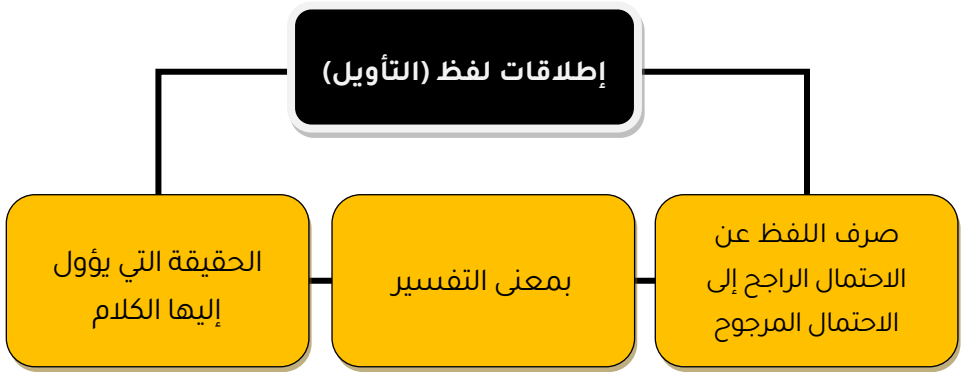 إطلاقات لفظ (التأويل)
صرف اللفظ عن
الاحتمال الراجح إلى
الاحتمال المرجوح
بمعنى التفسير
الحقيقة التي يؤول
إليها الكلام